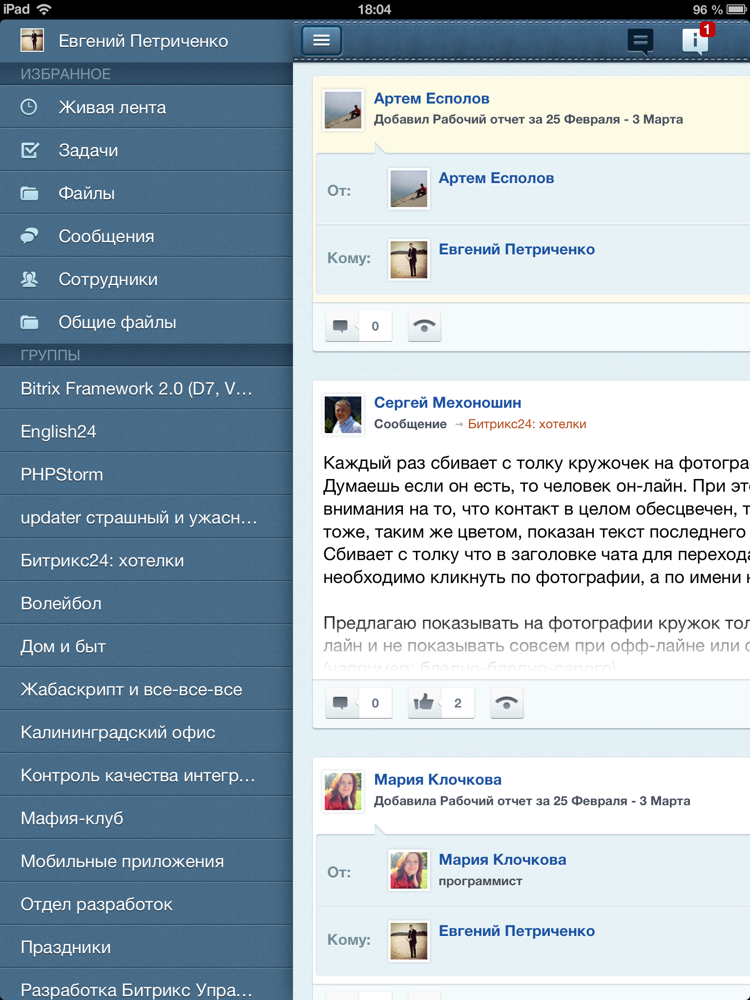 iPad
18:04
96 %
Евгений Петриченко
ИЗБРАННОЕ
Живая лента
Задачи
Файлы
Сообщения
Сотрудники
Общие файлы
ГРУППЫ
Bitrix Framework 2.0 (D7, V...
English24
PHPStorm
updater страшный и ужасн...
Битрикс24: хотелки
Волейбол
Дом и быт
Жабаскрипт и все-все-все
Калининградский офис
Контроль качества интегр...
Мафия-клуб
Мобильные приложения
Отдел разработок
Праздники
Разработка Битрикс Упра...
1
Артем Есполов
Добавил Рабочий отчет за 25 Февраля - 3 Марта
От:
Артем Есполов
Кому:
Евгений Петриченко
0
Сергей Мехоношин
Сообщение → Битрикс24: хотелки
Каждый раз сбивает с толку кружочек на фотогра
Думаешь если он есть, то человек он-лайн. При эт
внимания на то, что контакт в целом обесцвечен, т
тоже, таким же цветом, показан текст последнего
Сбивает с толку что в заголовке чата для перехода
необходимо кликнуть по фотографии, а по имени н
Предлагаю показывать на фотографии кружок тол
лайн и не показывать совсем при офф-лайне или с
(например: бледно-бледно-серого)
0
2
Мария Клочкова
Добавила Рабочий отчет за 25 Февраля - 3 Марта
От:
Мария Клочкова
программист
Кому:
Евгений Петриченко